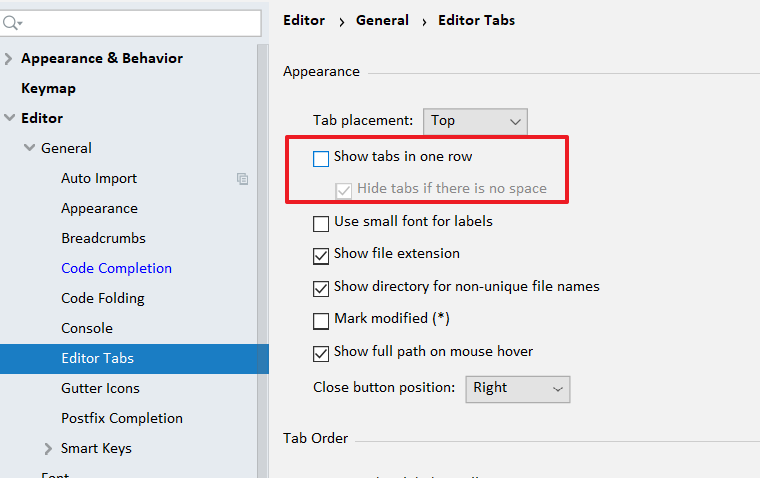 Editor › General › Editor Tabs
Appearance & Behavior
Keymap
Editor
General
Auto Import
Appearance
Breadcrumbs
Code Completion
Code Folding
Console
Editor Tabs
Gutter Icons
Postfix Completion
Smart Keys
Font
Appearance
Tab placement: Top
Show tabs in one row
Hide tabs if there is no space
Use small font for labels
Show file extension
Show directory for non-unique file names
Mark modified (*)
Show full path on mouse hover
Close button position: Right
Tab Order